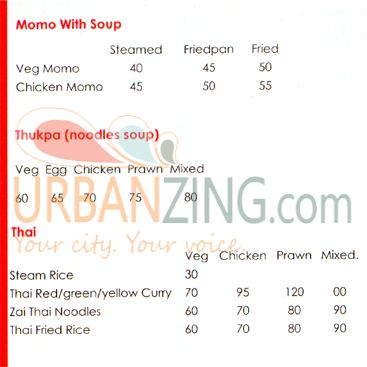 Momo With Soup
Steamed Friedpan Fried
Veg Momo 40 45 50
Chicken Momo 45 50 55
Thukpa (noodles soup)
Veg Egg Chicken Prawn Mixed
60 65 70 75 80
URBANZING.com
Thai
Your city. Your voice.
Veg Chicken Prawn Mixed.
Steam Rice 30
Thai Red/green/yellow Curry 70 95 120 00
Zai Thai Noodles 60 70 80 90
Thai Fried Rice 60 70 80 90